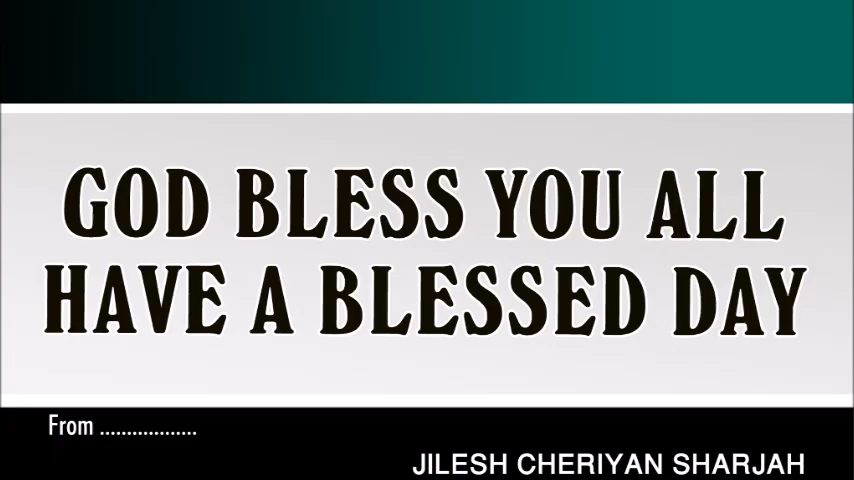 GOD BLESS YOU ALL
HAVE A BLESSED DAY
From ..................
JILESH CHERIYAN SHARJAH